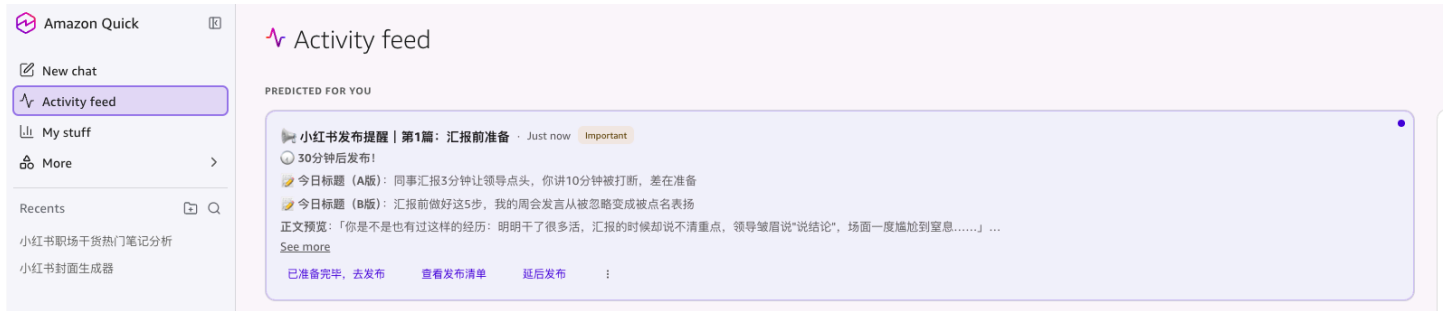 Amazon Quick
New chat
Activity feed
My stuff
More
Recents
小红书职场干货热门笔记分析
小红书封面生成器
Activity feed
PREDICTED FOR YOU
小红书发布提醒｜第1篇：汇报前准备 · Just now Important
30分钟后发布！
今日标题（A版）：同事汇报3分钟让领导点头，你讲10分钟被打断，差在准备
今日标题（B版）：汇报前做好这5步，我的周会发言从被忽略变成被点名表扬
正文预览：「你是不是也有过这样的经历：明明干了很多活，汇报的时候却说不清重点，领导皱眉说"说结论"，场面一度尴尬到窒息……」…
See more
已准备完毕，去发布 查看发布清单 延后发布